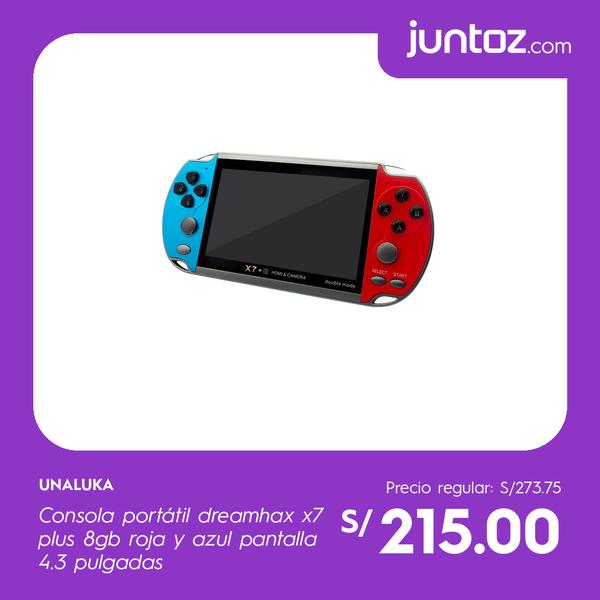 juntoz.com
Y
X
B
A
SELECT START
X7+ HDMI & CAMERA
double mode
UNALUKA
Consola portátil dreamhax x7
plus 8gb roja y azul pantalla
4.3 pulgadas
Precio regular: S/273.75
S/215.00